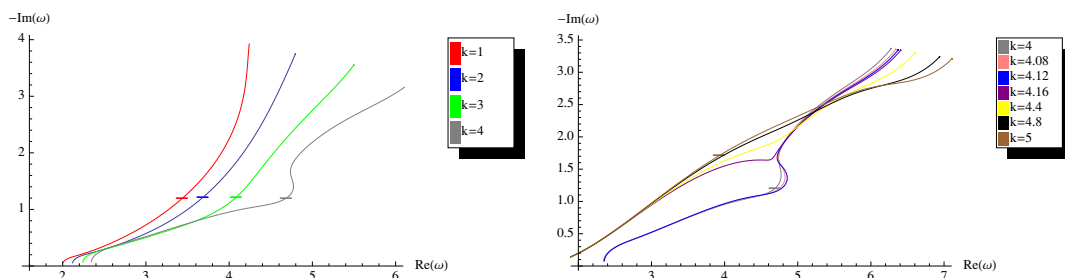 −Im(ω)
4
3
2
1
2 3 4 5 6
Re(ω)
k=1
k=2
k=3
k=4
−Im(ω)
3.5
3.0
2.5
2.0
1.5
1.0
0.5
3 4 5 6 7
Re(ω)
k=4
k=4.08
k=4.12
k=4.16
k=4.4
k=4.8
k=5